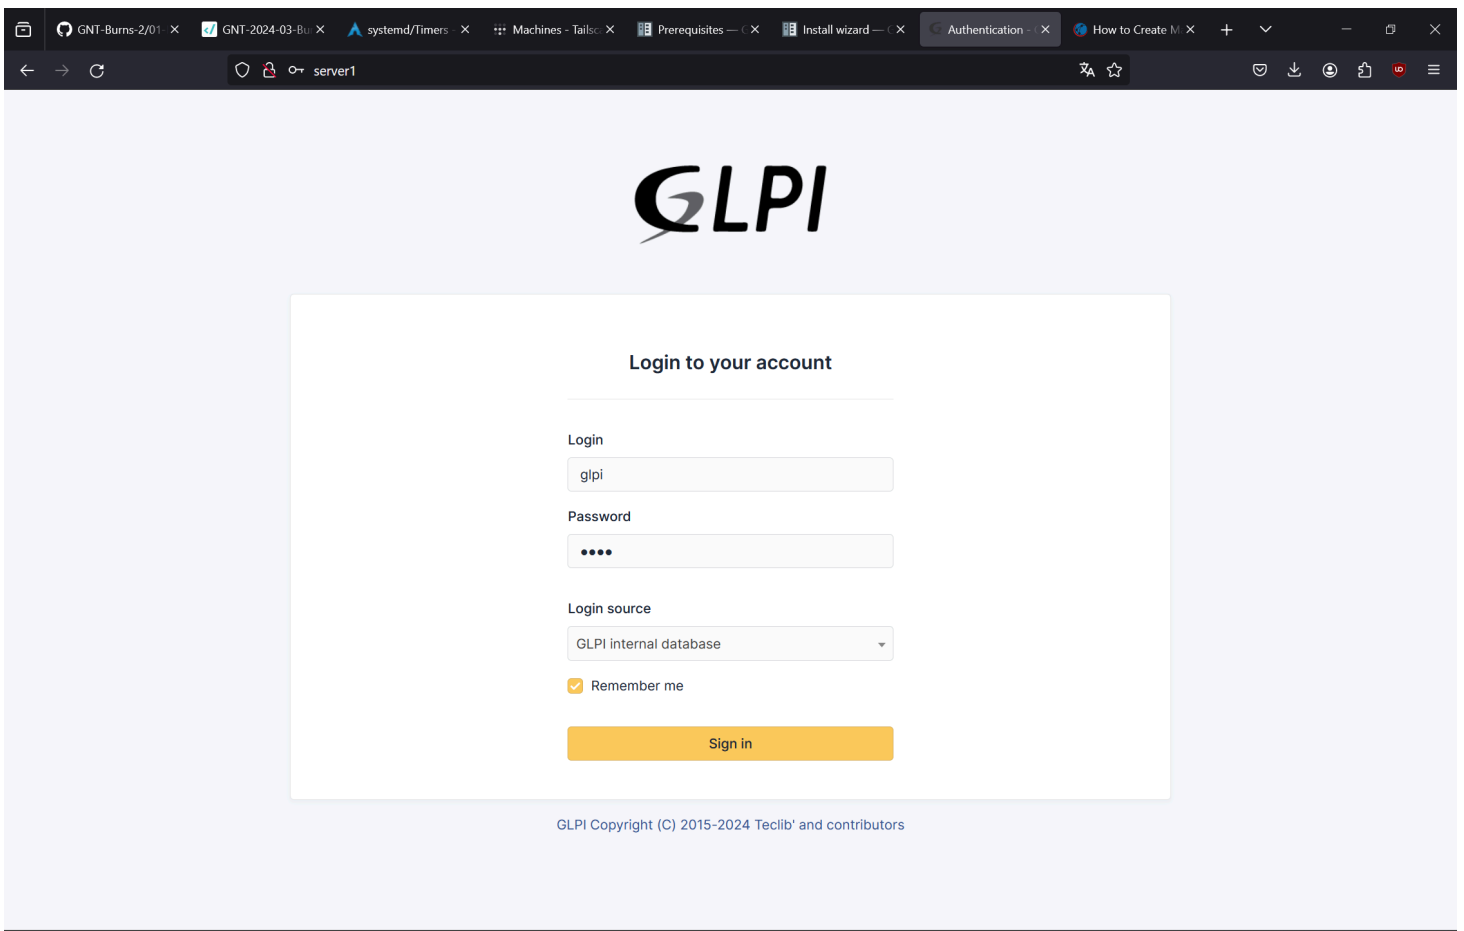 GNT-Burns-2/01-
GNT-2024-03-Bu
systemd/Timers -
Machines - Tailsc
Prerequisites —
Install wizard —
Authentication -
How to Create M
server1
GLPI
Login to your account
Login
glpi
Password
••••
Login source
GLPI internal database
Remember me
Sign in
GLPI Copyright (C) 2015-2024 Teclib' and contributors